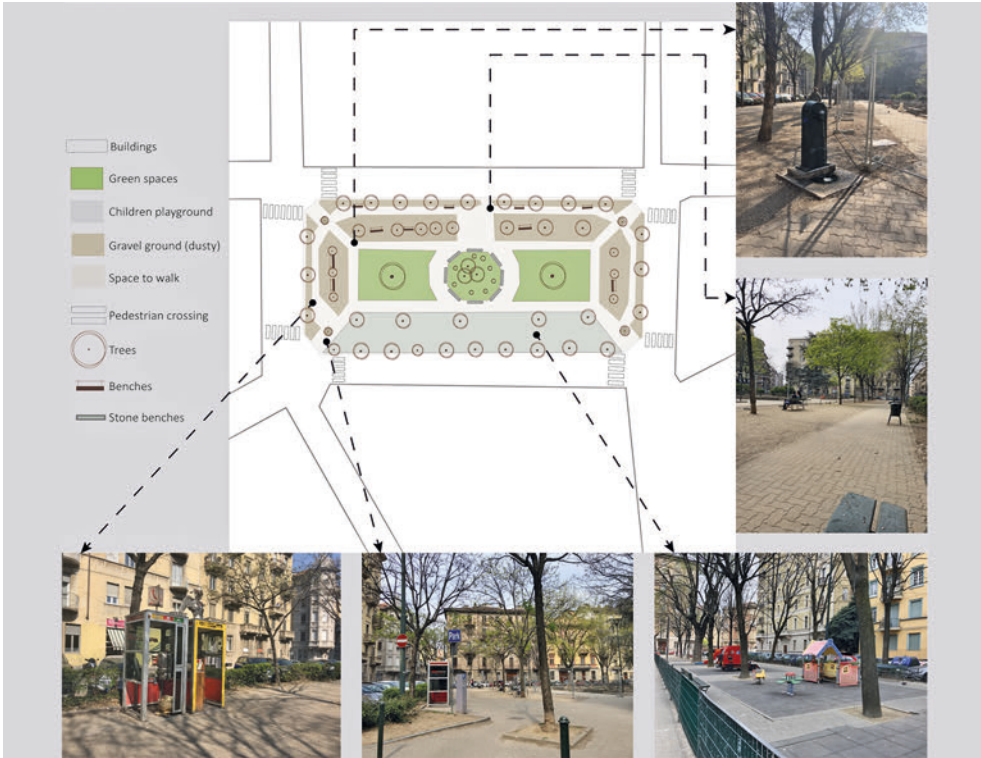 Buildings
Green spaces
Children playground
Gravel ground (dusty)
Space to walk
Pedestrian crossing
Trees
Benches
Stone benches
Park